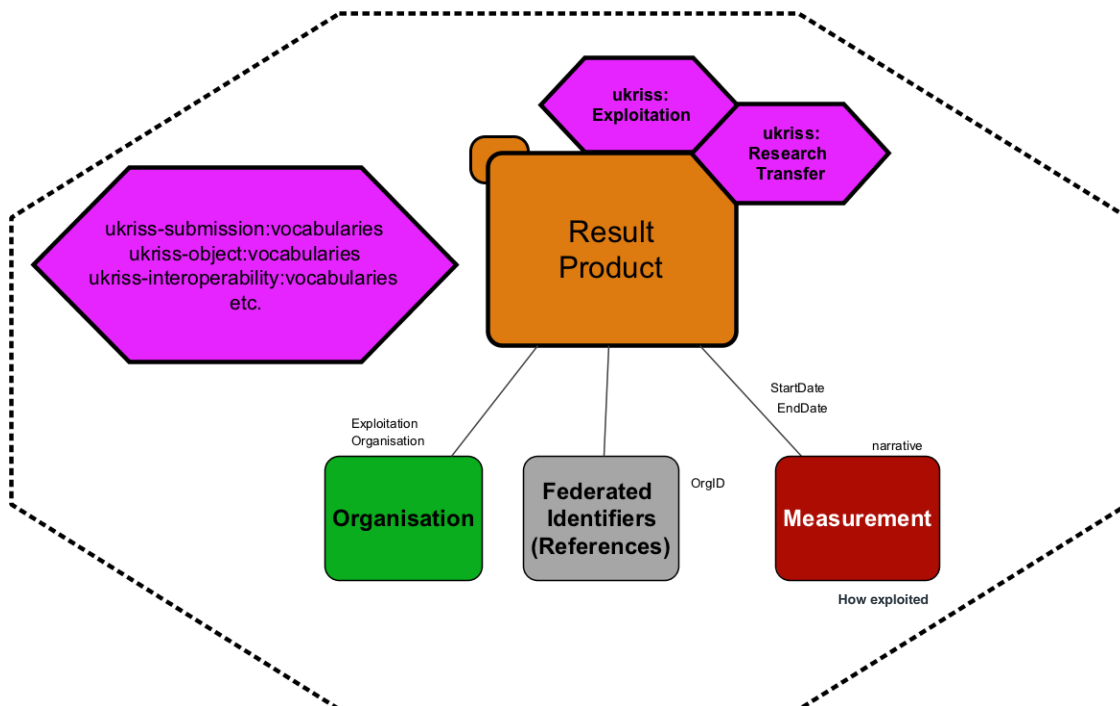 ukriss:
Exploitation
ukriss:
Research
Transfer
ukriss-submission:vocabularies
ukriss-object:vocabularies
ukriss-interoperability:vocabularies
etc.
Result
Product
StartDate
EndDate
Exploitation
Organisation
narrative
Organisation
Federated
Identifiers
(References)
OrgID
Measurement
How exploited